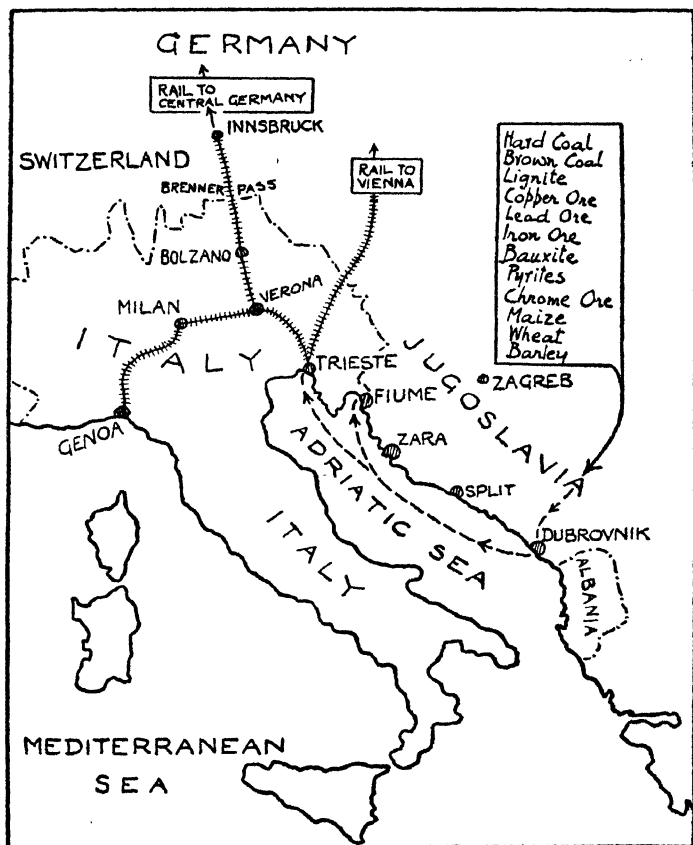 GERMANY
RAIL TO
CENTRAL GERMANY
INNSBRUCK
SWITZERLAND
RAIL TO
VIENNA
BRENNER PASS
BOLZANO
VERONA
MILAN
ITALY
TRIESTE
GENOA
FIUME
ZAGREB
JUGOSLAVIA
ZARA
SPLIT
ADRIATIC SEA
DUBROVNIK
ALBANIA
ITALY
MEDITERRANEAN
SEA
Hard Coal
Brown Coal
Lignite
Copper Ore
Lead Ore
Iron Ore
Bauxite
Pyrites
Chrome Ore
Maize
Wheat
Barley